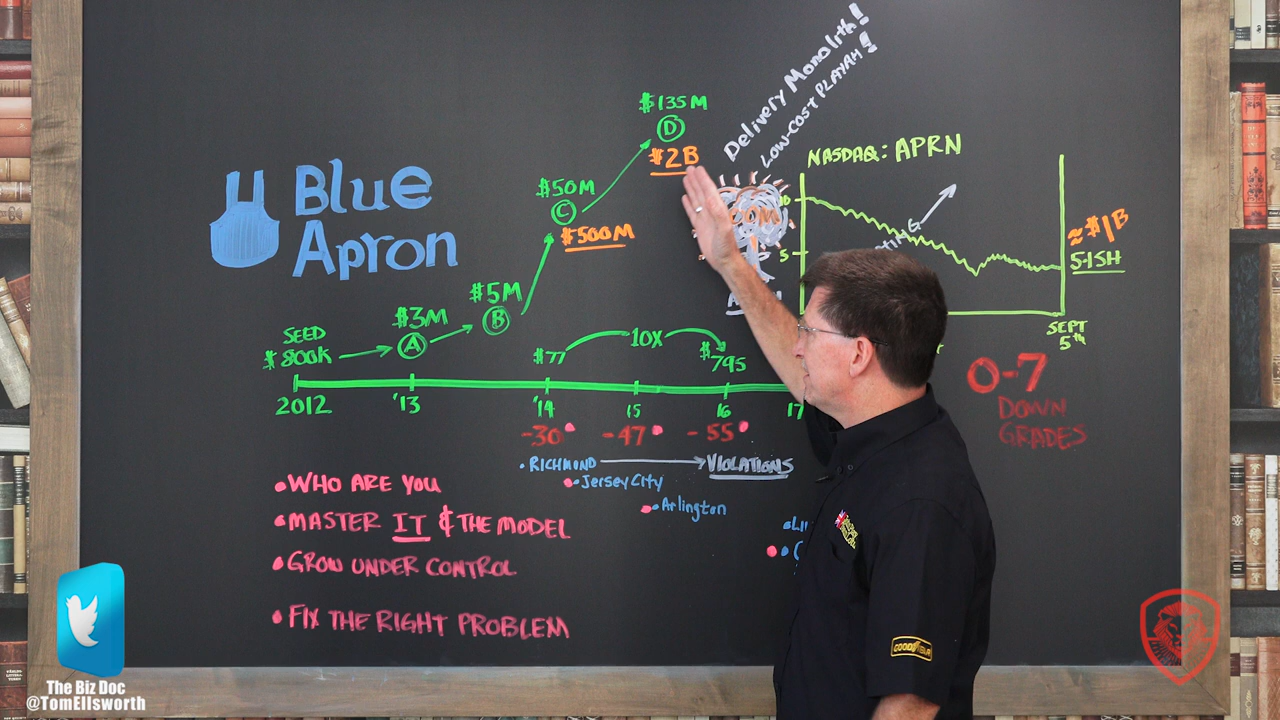 Delivery Monolith!
LOW-COST PLAYAH!
$135M
D
$2B
NASDAQ: APRN
Blue
Apron
$50M
C
$500M
10
5
≈$1B
5-ISH
SEPT
5th
$5M
B
$3M
A
SEED
$800K
$77
10X
$795
2012
'13
'14
15
16
17
-30
-47
-55
0-7
DOWN
GRADES
• RICHMOND
VIOLATIONS
• Jersey City
• Arlington
• WHO ARE YOU
• MASTER IT & THE MODEL
• GROW UNDER CONTROL
• FIX THE RIGHT PROBLEM
The Biz Doc
@TomEllsworth